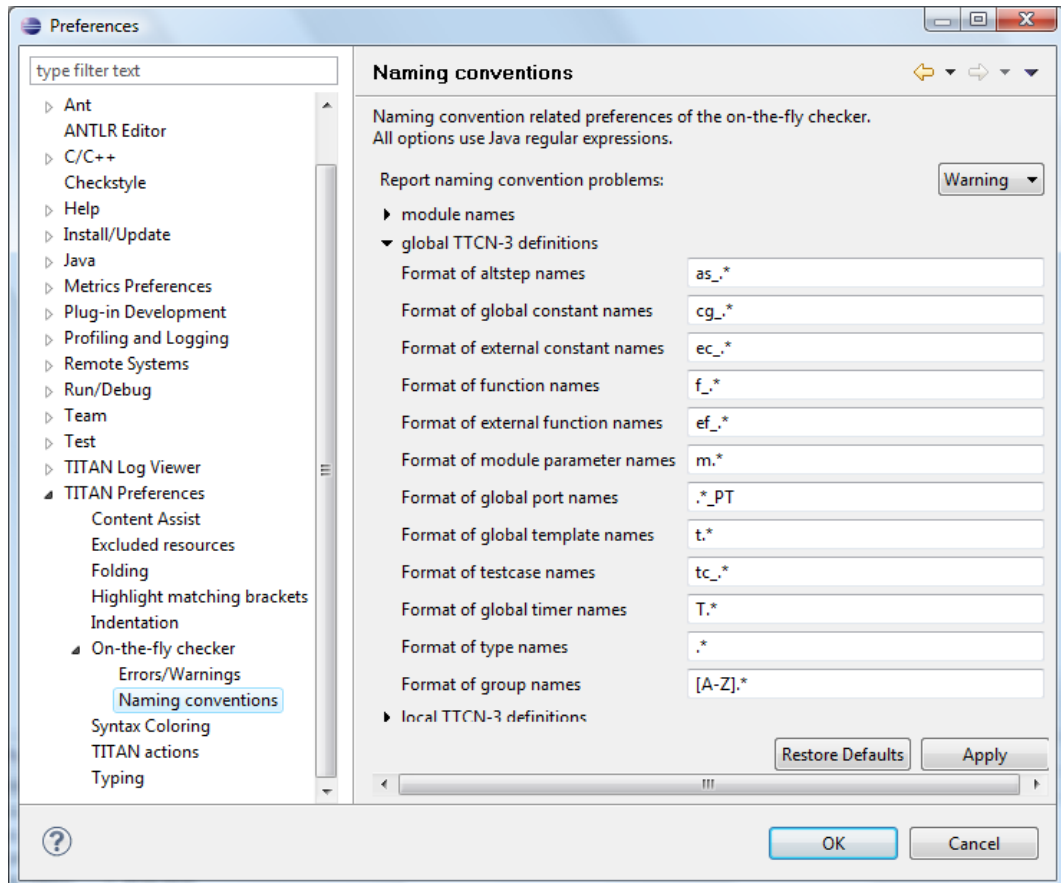 Preferences
type filter text
Ant
ANTLR Editor
C/C++
Checkstyle
Help
Install/Update
Java
Metrics Preferences
Plug-in Development
Profiling and Logging
Remote Systems
Run/Debug
Team
Test
TITAN Log Viewer
TITAN Preferences
Content Assist
Excluded resources
Folding
Highlight matching brackets
Indentation
On-the-fly checker
Errors/Warnings
Naming conventions
Syntax Coloring
TITAN actions
Typing
Naming conventions
Naming convention related preferences of the on-the-fly checker.
All options use Java regular expressions.
Report naming convention problems: Warning
module names
global TTCN-3 definitions
Format of altstep names as_.*
Format of global constant names cg_.*
Format of external constant names ec_.*
Format of function names f_.*
Format of external function names ef_.*
Format of module parameter names m.*
Format of global port names .*_PT
Format of global template names t.*
Format of testcase names tc_.*
Format of global timer names T.*
Format of type names .*
Format of group names [A-Z].*
local TTCN-3 definitions
Restore Defaults Apply
OK Cancel